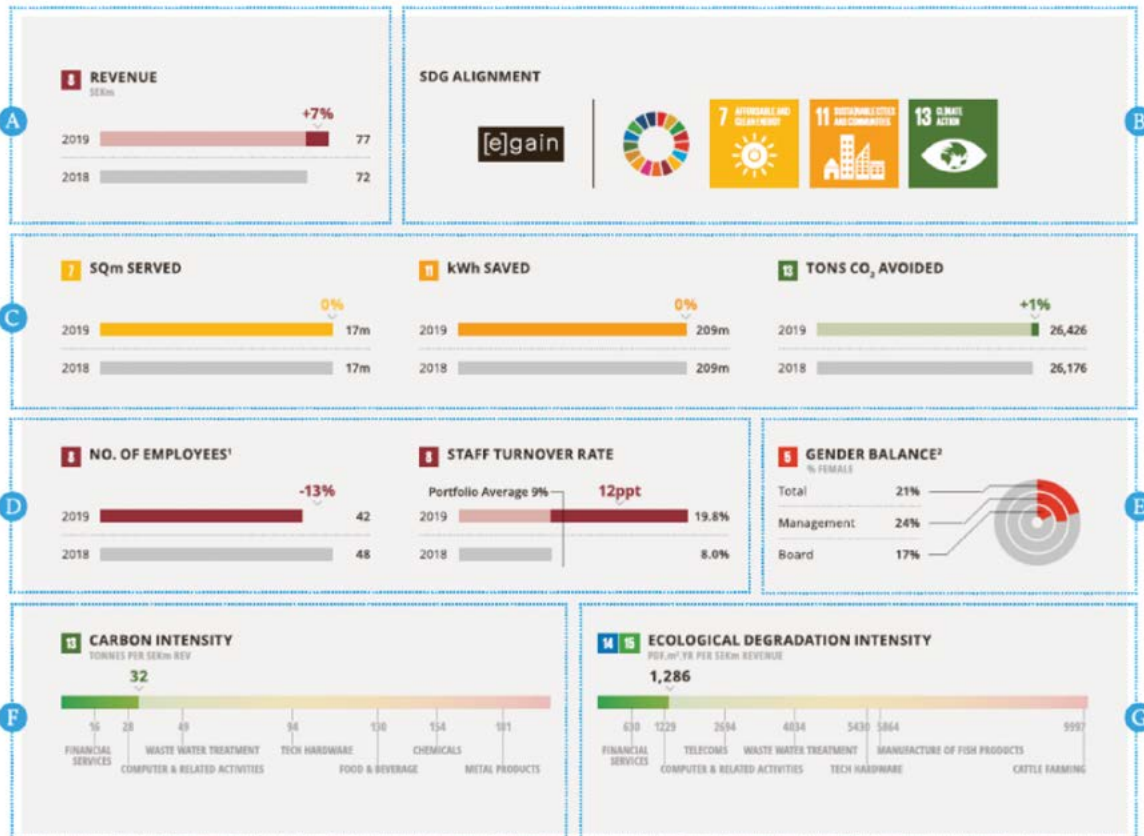 A
8 REVENUE
SEKm
+7%
2019 77
2018 72
B
SDG ALIGNMENT
[e]gain
7 AFFORDABLE AND CLEAN ENERGY
11 SUSTAINABLE CITIES AND COMMUNITIES
13 CLIMATE ACTION
C
7 SQm SERVED
0%
2019 17m
2018 17m
11 kWh SAVED
0%
2019 209m
2018 209m
13 TONS CO₂ AVOIDED
+1%
2019 26,426
2018 26,176
D
8 NO. OF EMPLOYEES¹
-13%
2019 42
2018 48
8 STAFF TURNOVER RATE
Portfolio Average 9% 12ppt
2019 19.8%
2018 8.0%
E
5 GENDER BALANCE²
% FEMALE
Total 21%
Management 24%
Board 17%
F
13 CARBON INTENSITY
TONNES PER SEKm REV
32
16 28 49 94 130 154 181
FINANCIAL SERVICES
COMPUTER & RELATED ACTIVITIES
WASTE WATER TREATMENT
TECH HARDWARE
FOOD & BEVERAGE
CHEMICALS
METAL PRODUCTS
G
14 15 ECOLOGICAL DEGRADATION INTENSITY
PDF.m².YR PER SEKm REVENUE
1,286
630 1229 2694 4034 5430 5864 9997
FINANCIAL SERVICES
COMPUTER & RELATED ACTIVITIES
TELECOMS
WASTE WATER TREATMENT
TECH HARDWARE
MANUFACTURE OF FISH PRODUCTS
CATTLE FARMING